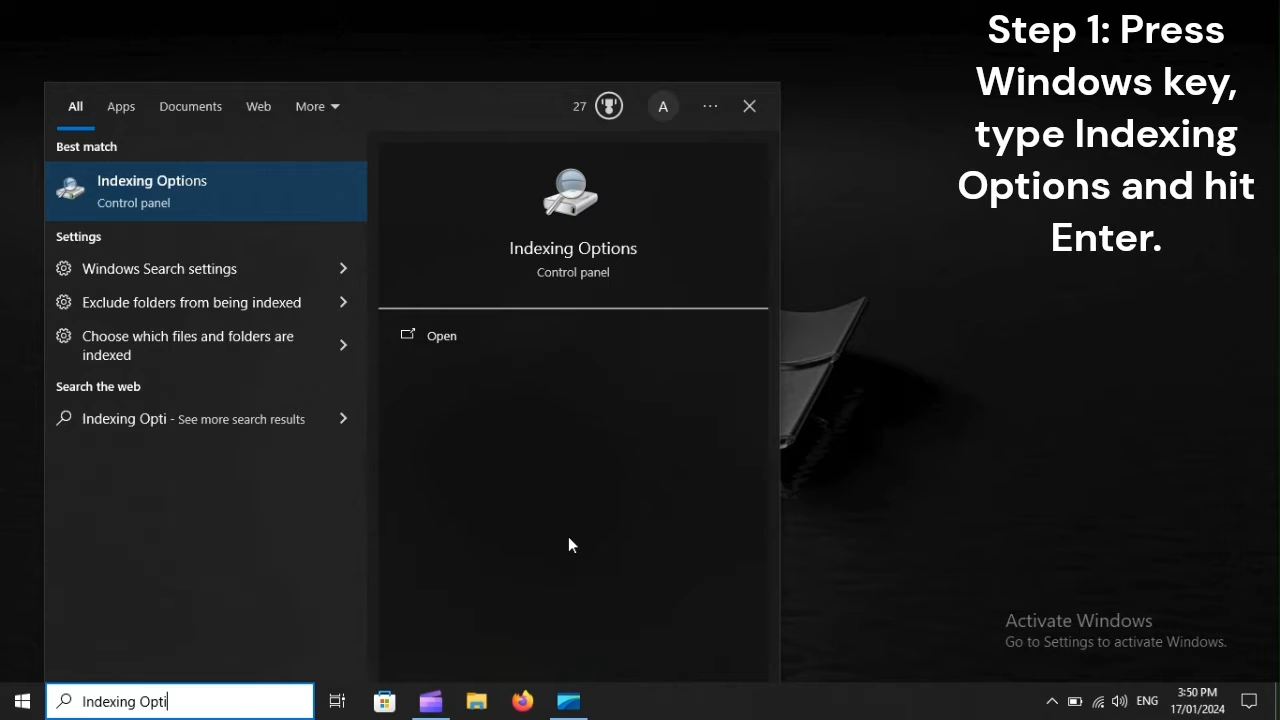 Step 1: Press
Windows key,
type Indexing
Options and hit
Enter.
All Apps Documents Web More 27 A ...
Best match
Indexing Options
Control panel
Settings
Windows Search settings
Exclude folders from being indexed
Choose which files and folders are
indexed
Search the web
Indexing Opti - See more search results
Indexing Options
Control panel
Open
Activate Windows
Go to Settings to activate Windows.
Indexing Opti
ENG
3:50 PM
17/01/2024